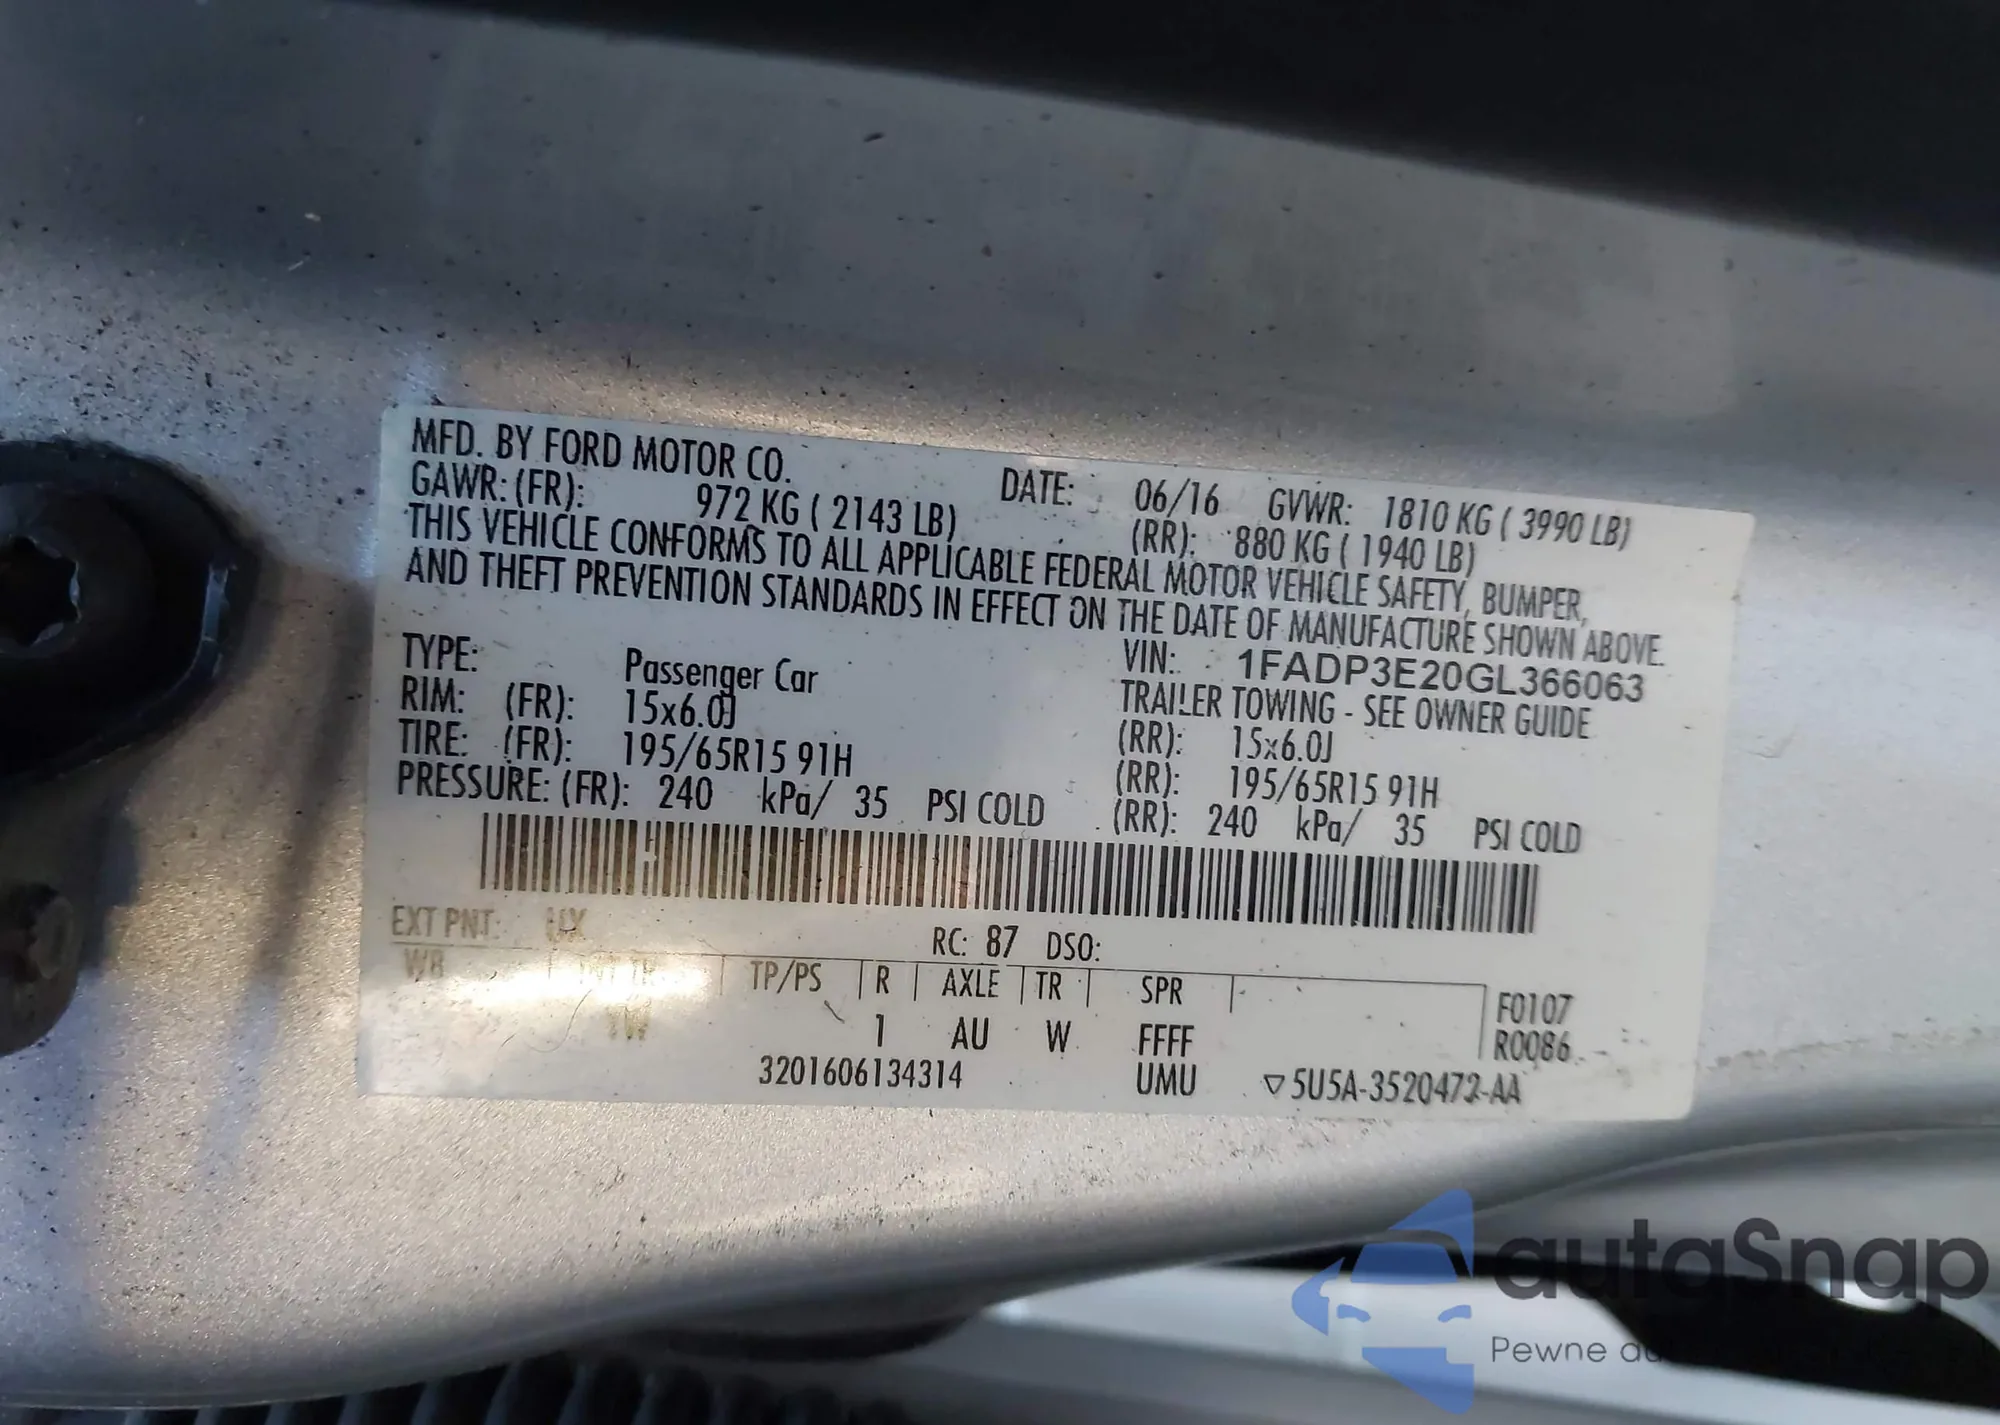 MFD. BY FORD MOTOR CO. DATE: 06/16 GVWR: 1810 KG ( 3990 LB)
GAWR: (FR): 972 KG ( 2143 LB) (RR): 880 KG ( 1940 LB)
THIS VEHICLE CONFORMS TO ALL APPLICABLE FEDERAL MOTOR VEHICLE SAFETY, BUMPER,
AND THEFT PREVENTION STANDARDS IN EFFECT ON THE DATE OF MANUFACTURE SHOWN ABOVE.
VIN: 1FADP3E20GL366063
TYPE: Passenger Car TRAILER TOWING - SEE OWNER GUIDE
RIM: (FR): 15x6.0J (RR): 15x6.0J
TIRE: (FR): 195/65R15 91H (RR): 195/65R15 91H
PRESSURE: (FR): 240 kPa/ 35 PSI COLD (RR): 240 kPa/ 35 PSI COLD
EXT PNT: UX RC: 87 DSO:
WB TP/PS R AXLE TR SPR F0107
1 AU W FFFF R0086
3201606134314 UMU ▽5U5A-3520472-AA
autaSnap
Pewne